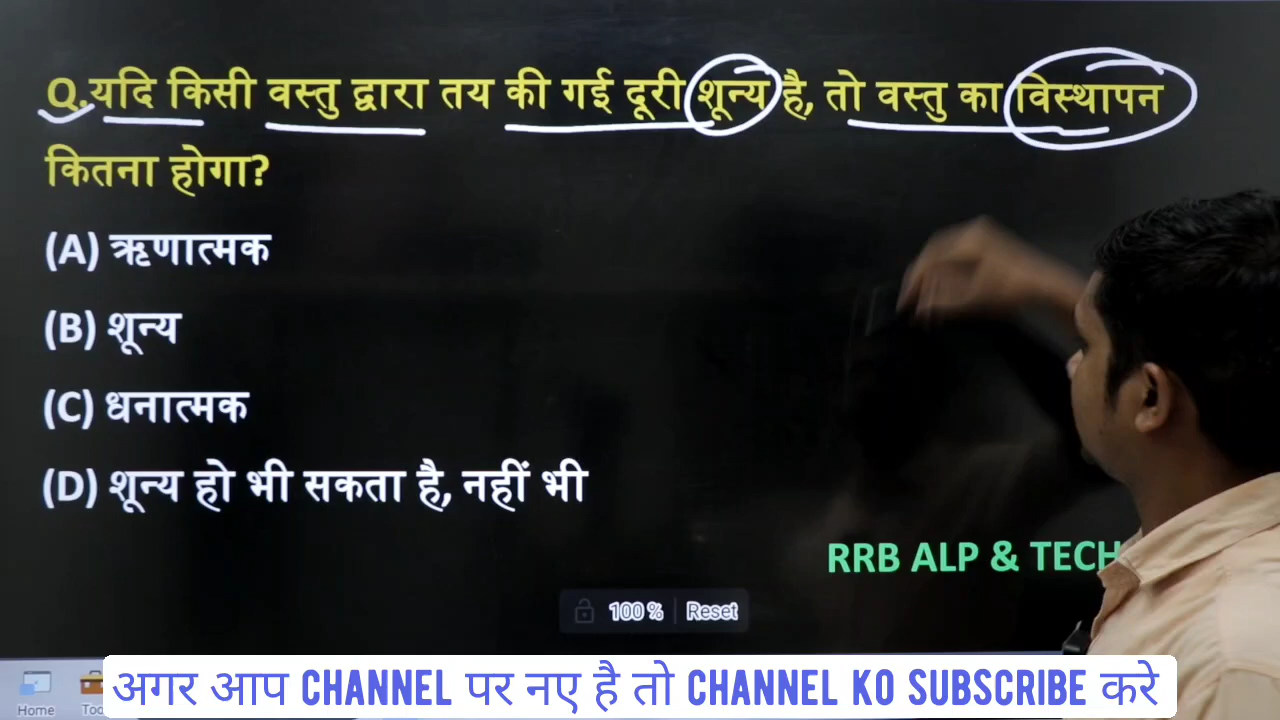 Q.यदि किसी वस्तु द्वारा तय की गई दूरी शून्य है, तो वस्तु का विस्थापन
कितना होगा?
(A) ऋणात्मक
(B) शून्य
(C) धनात्मक
(D) शून्य हो भी सकता है, नहीं भी
RRB ALP & TECH
100 % Reset
Home
अगर आप CHANNEL पर नए है तो CHANNEL KO SUBSCRIBE करे